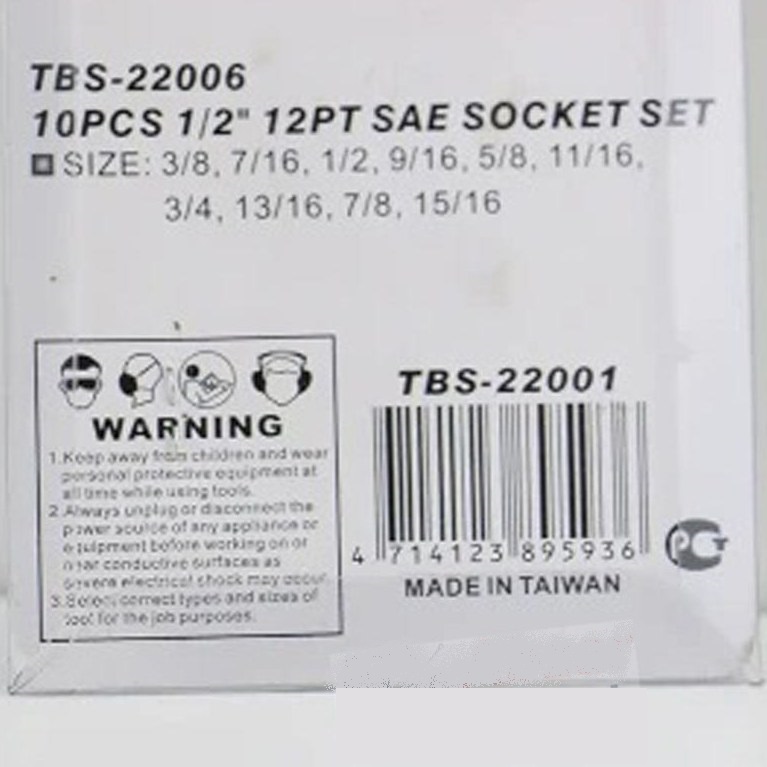 TBS-22006
10PCS 1/2" 12PT SAE SOCKET SET
SIZE: 3/8, 7/16, 1/2, 9/16, 5/8, 11/16,
3/4, 13/16, 7/8, 15/16
WARNING
1.Keep away from children and wear
personal protective equipment at
all time while using tools.
2.Always unplug or disconnect the
power source of any appliance or
equipment before working on or
near conductive surfaces as
severe electrical shock may occur.
3.Select correct types and sizes of
tool for the job purposes.
TBS-22001
4 714123 895936
MADE IN TAIWAN